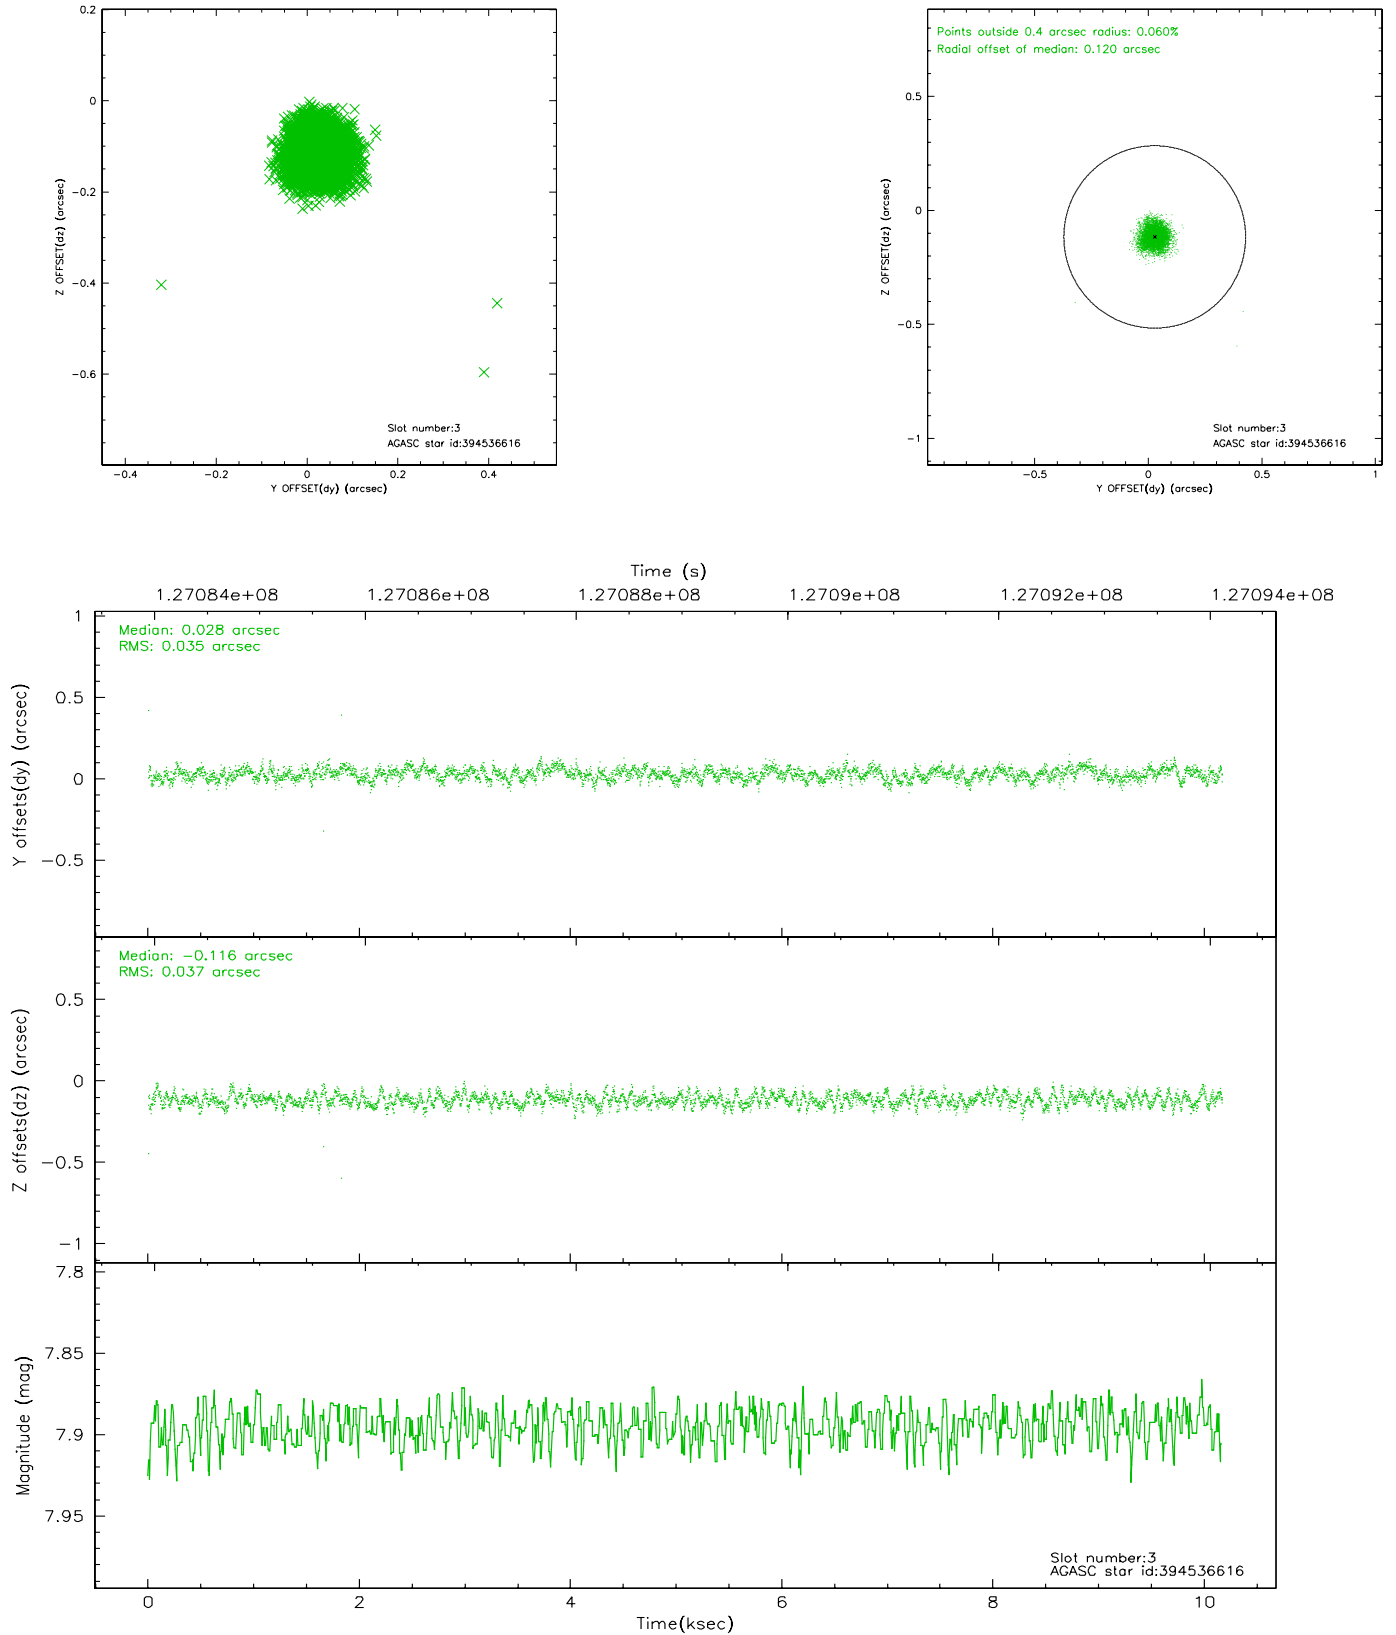 0.2
0
−0.2
−0.4
−0.6
Z OFFSET(dz) (arcsec)
Slot number:3
AGASC star id:394536616
−0.4
−0.2
0
0.2
0.4
Y OFFSET(dy) (arcsec)
Points outside 0.4 arcsec radius: 0.060%
Radial offset of median: 0.120 arcsec
0.5
0
−0.5
−1
Z OFFSET(dz) (arcsec)
Slot number:3
AGASC star id:394536616
−0.5
0
0.5
1
Y OFFSET(dy) (arcsec)
Time (s)
1.27084e+08
1.27086e+08
1.27088e+08
1.2709e+08
1.27092e+08
1.27094e+08
Median: 0.028 arcsec
RMS: 0.035 arcsec
1
0.5
0
−0.5
Y offsets(dy) (arcsec)
Median: −0.116 arcsec
RMS: 0.037 arcsec
0.5
0
−0.5
−1
Z offsets(dz) (arcsec)
7.8
7.85
7.9
7.95
Magnitude (mag)
Slot number:3
AGASC star id:394536616
0
2
4
6
8
10
Time(ksec)